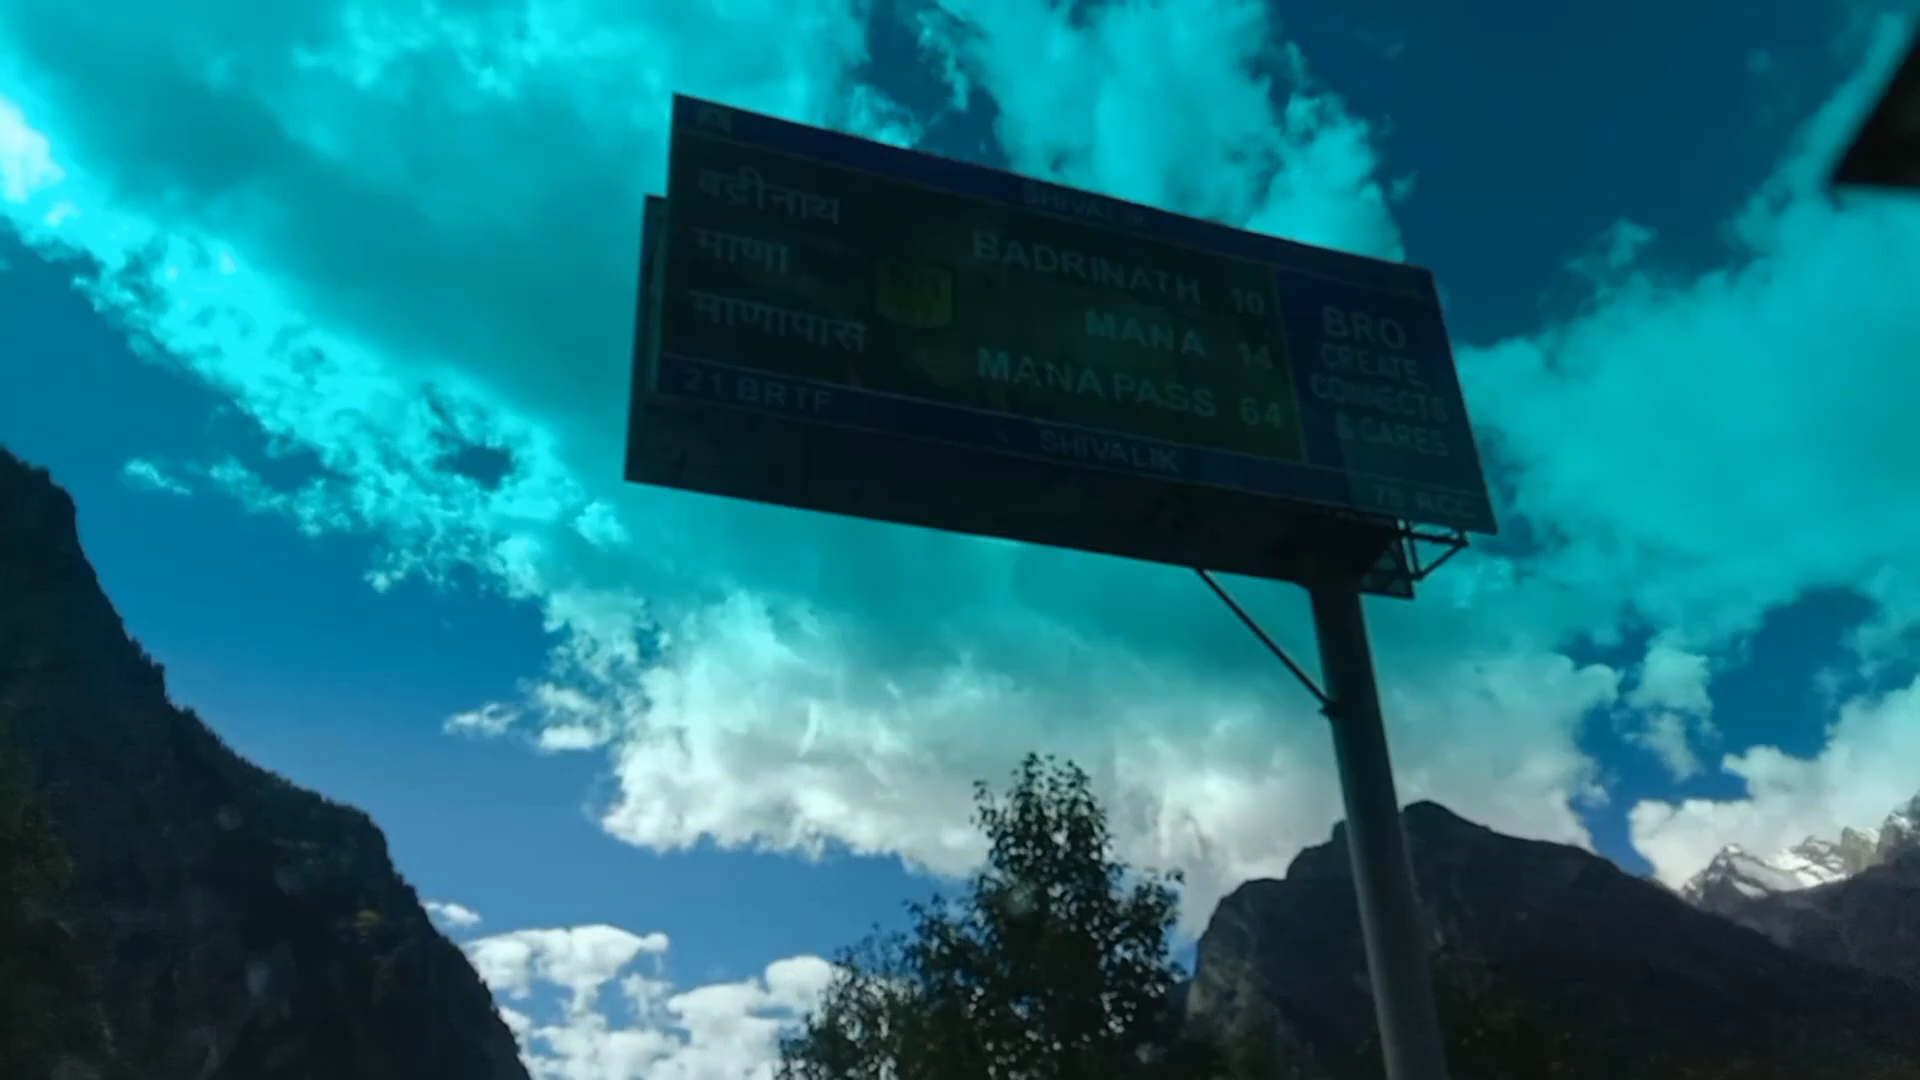 SHIVALIK
बद्रीनाथ
BADRINATH 10
माणा
MANA 14
माणापास
MANA PASS 64
21 BRTF
SHIVALIK
BRO
CREATE,
CONNECTS
& CARES
75 RCC